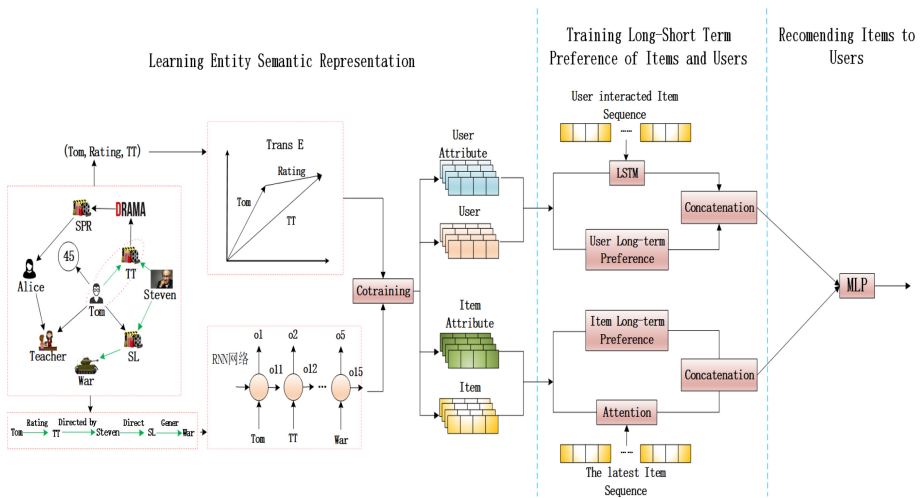 Learning Entity Semantic Representation
Training Long-Short Term
Preference of Items and Users
Recomending Items to
Users
(Tom, Rating, TT)
SPR
DRAMA
45
TT
Alice
Tom
Steven
Teacher
SL
War
Rating
Directed by
Direct
Gener
Tom
TT
Steven
SL
War
Trans E
Rating
Tom
TT
RNN网络
o1
o2
o5
o11
o12
...
o15
Tom
TT
War
Cotraining
User
Attribute
User
Item
Attribute
Item
User interacted Item
Sequence
......
LSTM
User Long-term
Preference
Concatenation
Item Long-term
Preference
Attention
Concatenation
......
The latest Item
Sequence
MLP